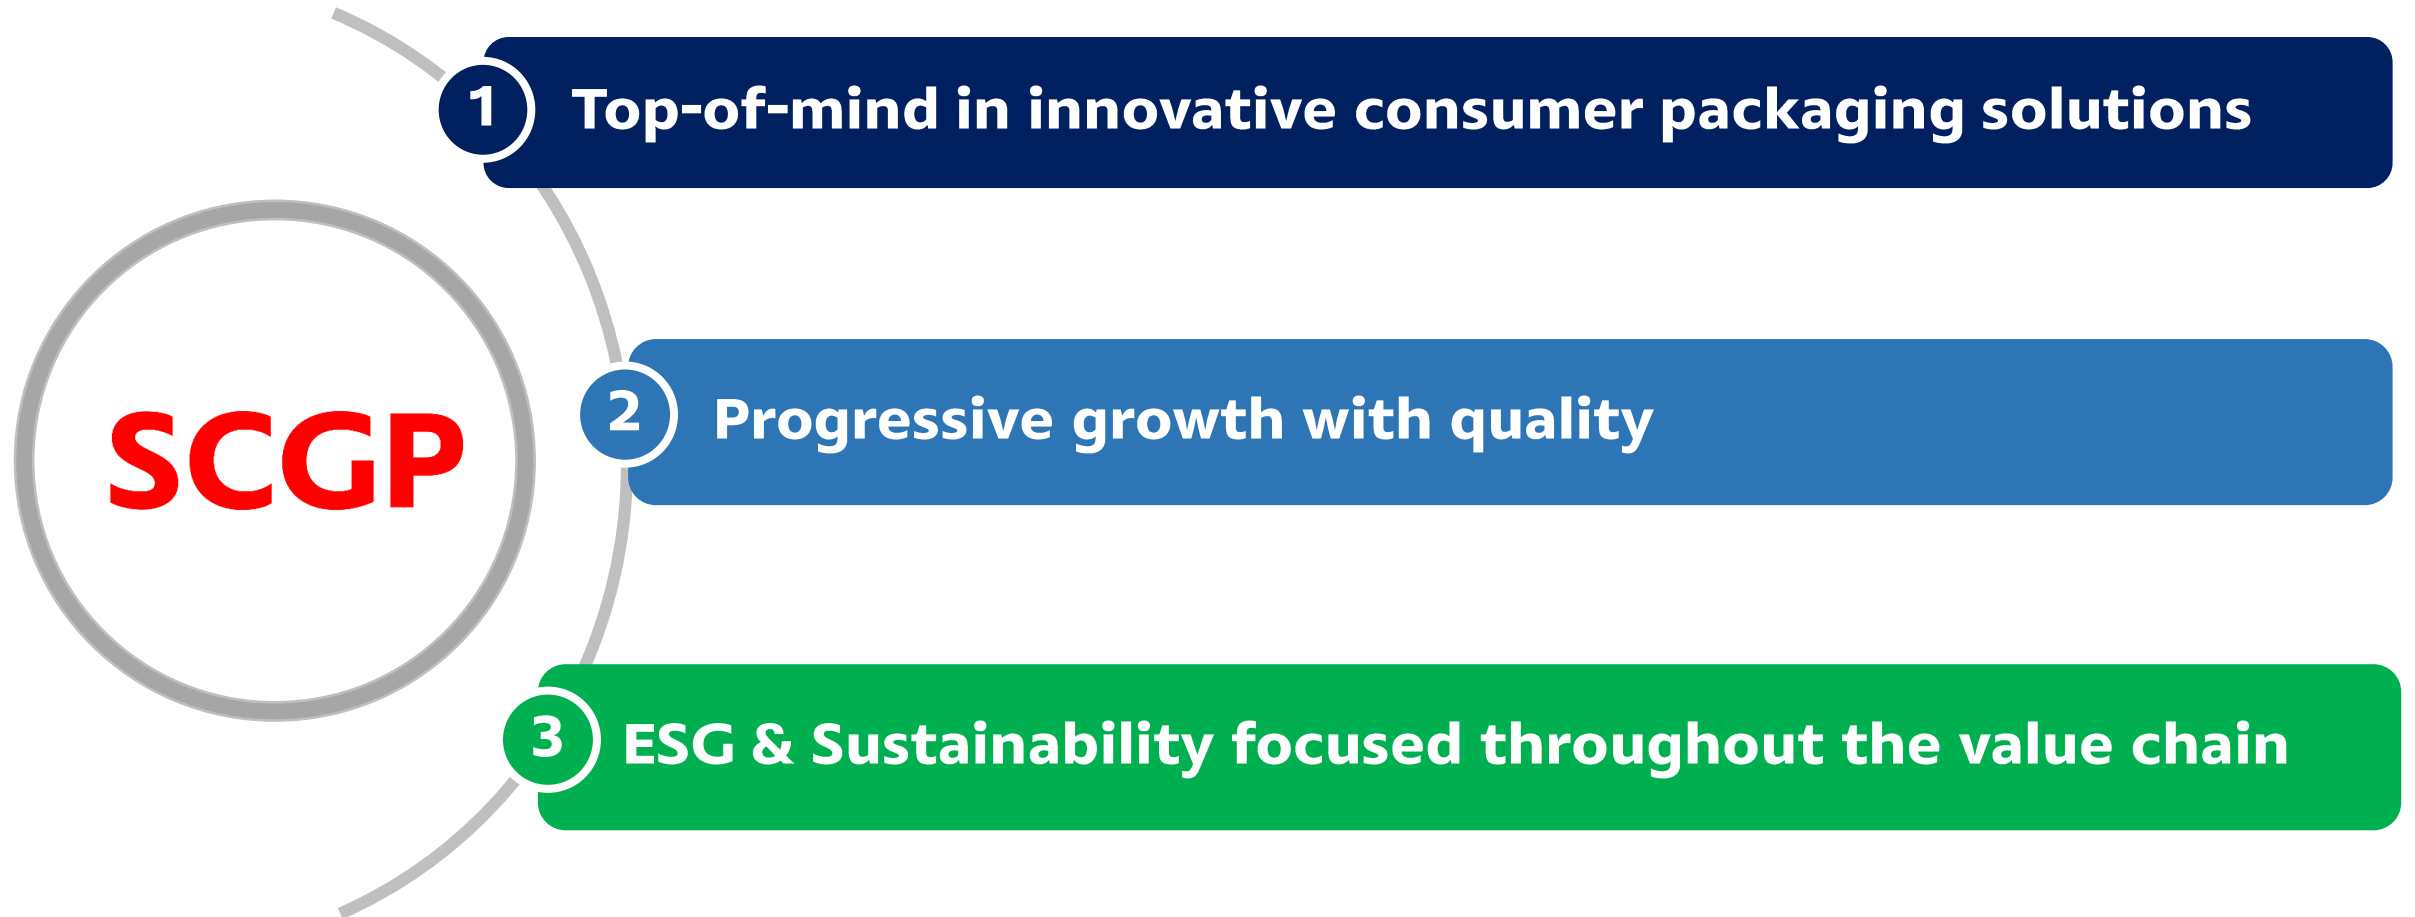 SCGP
1 Top-of-mind in innovative consumer packaging solutions
2 Progressive growth with quality
3 ESG & Sustainability focused throughout the value chain